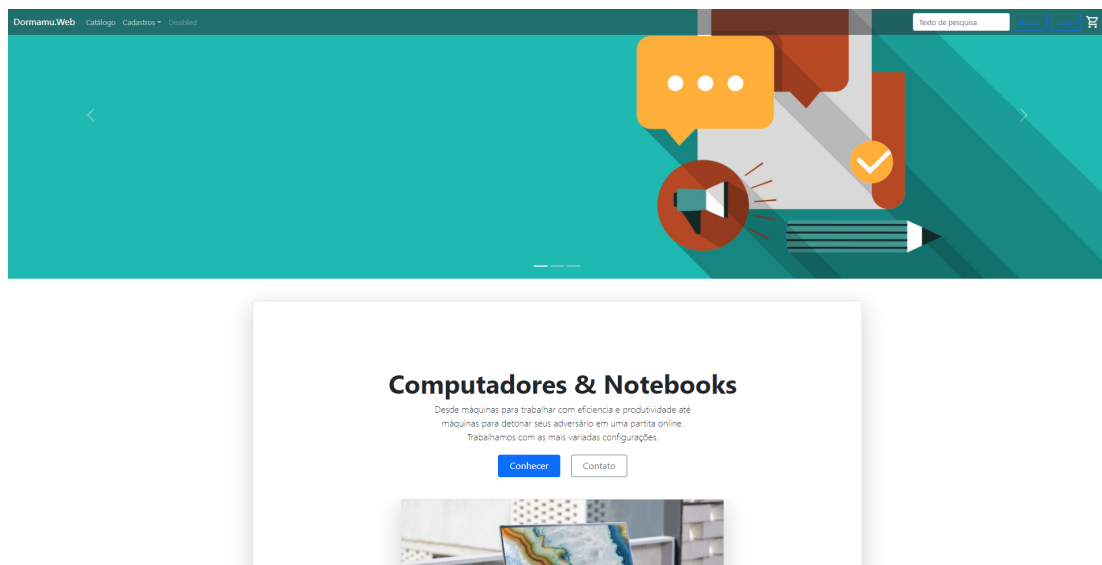 Dormamu.Web Catálogo Cadastros Disabled Texto de pesquisa
Computadores & Notebooks
Desde máquinas para trabalhar com eficiencia e produtividade até
máquinas para detonar seus adversário em uma partita online.
Trabalhamos com as mais variadas configurações.
Conhecer Contato